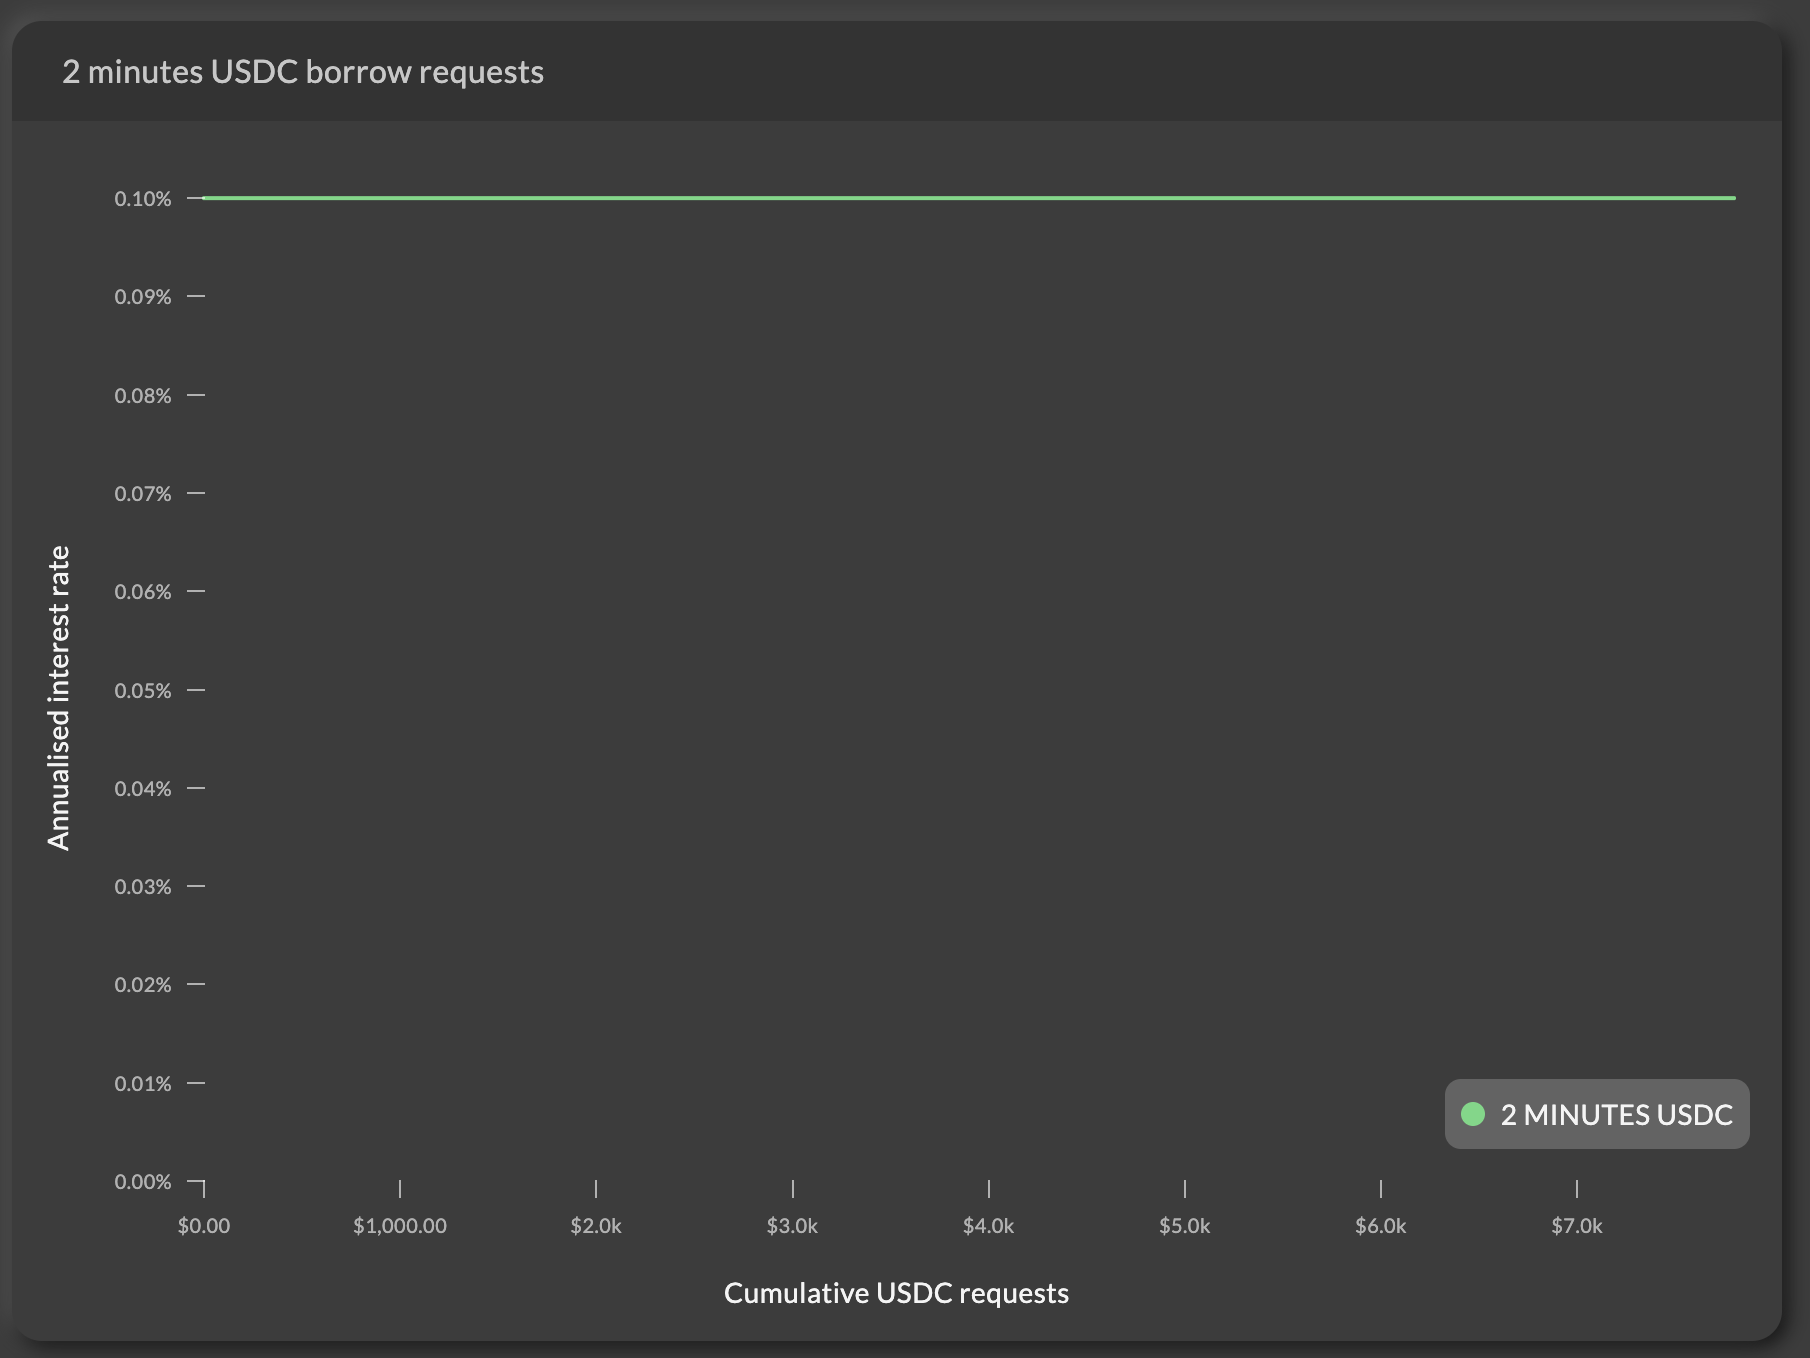 2 minutes USDC borrow requests
0.10%
0.09%
0.08%
0.07%
0.06%
0.05%
0.04%
0.03%
0.02%
0.01%
0.00%
Annualised interest rate
2 MINUTES USDC
$0.00 $1,000.00 $2.0k $3.0k $4.0k $5.0k $6.0k $7.0k
Cumulative USDC requests